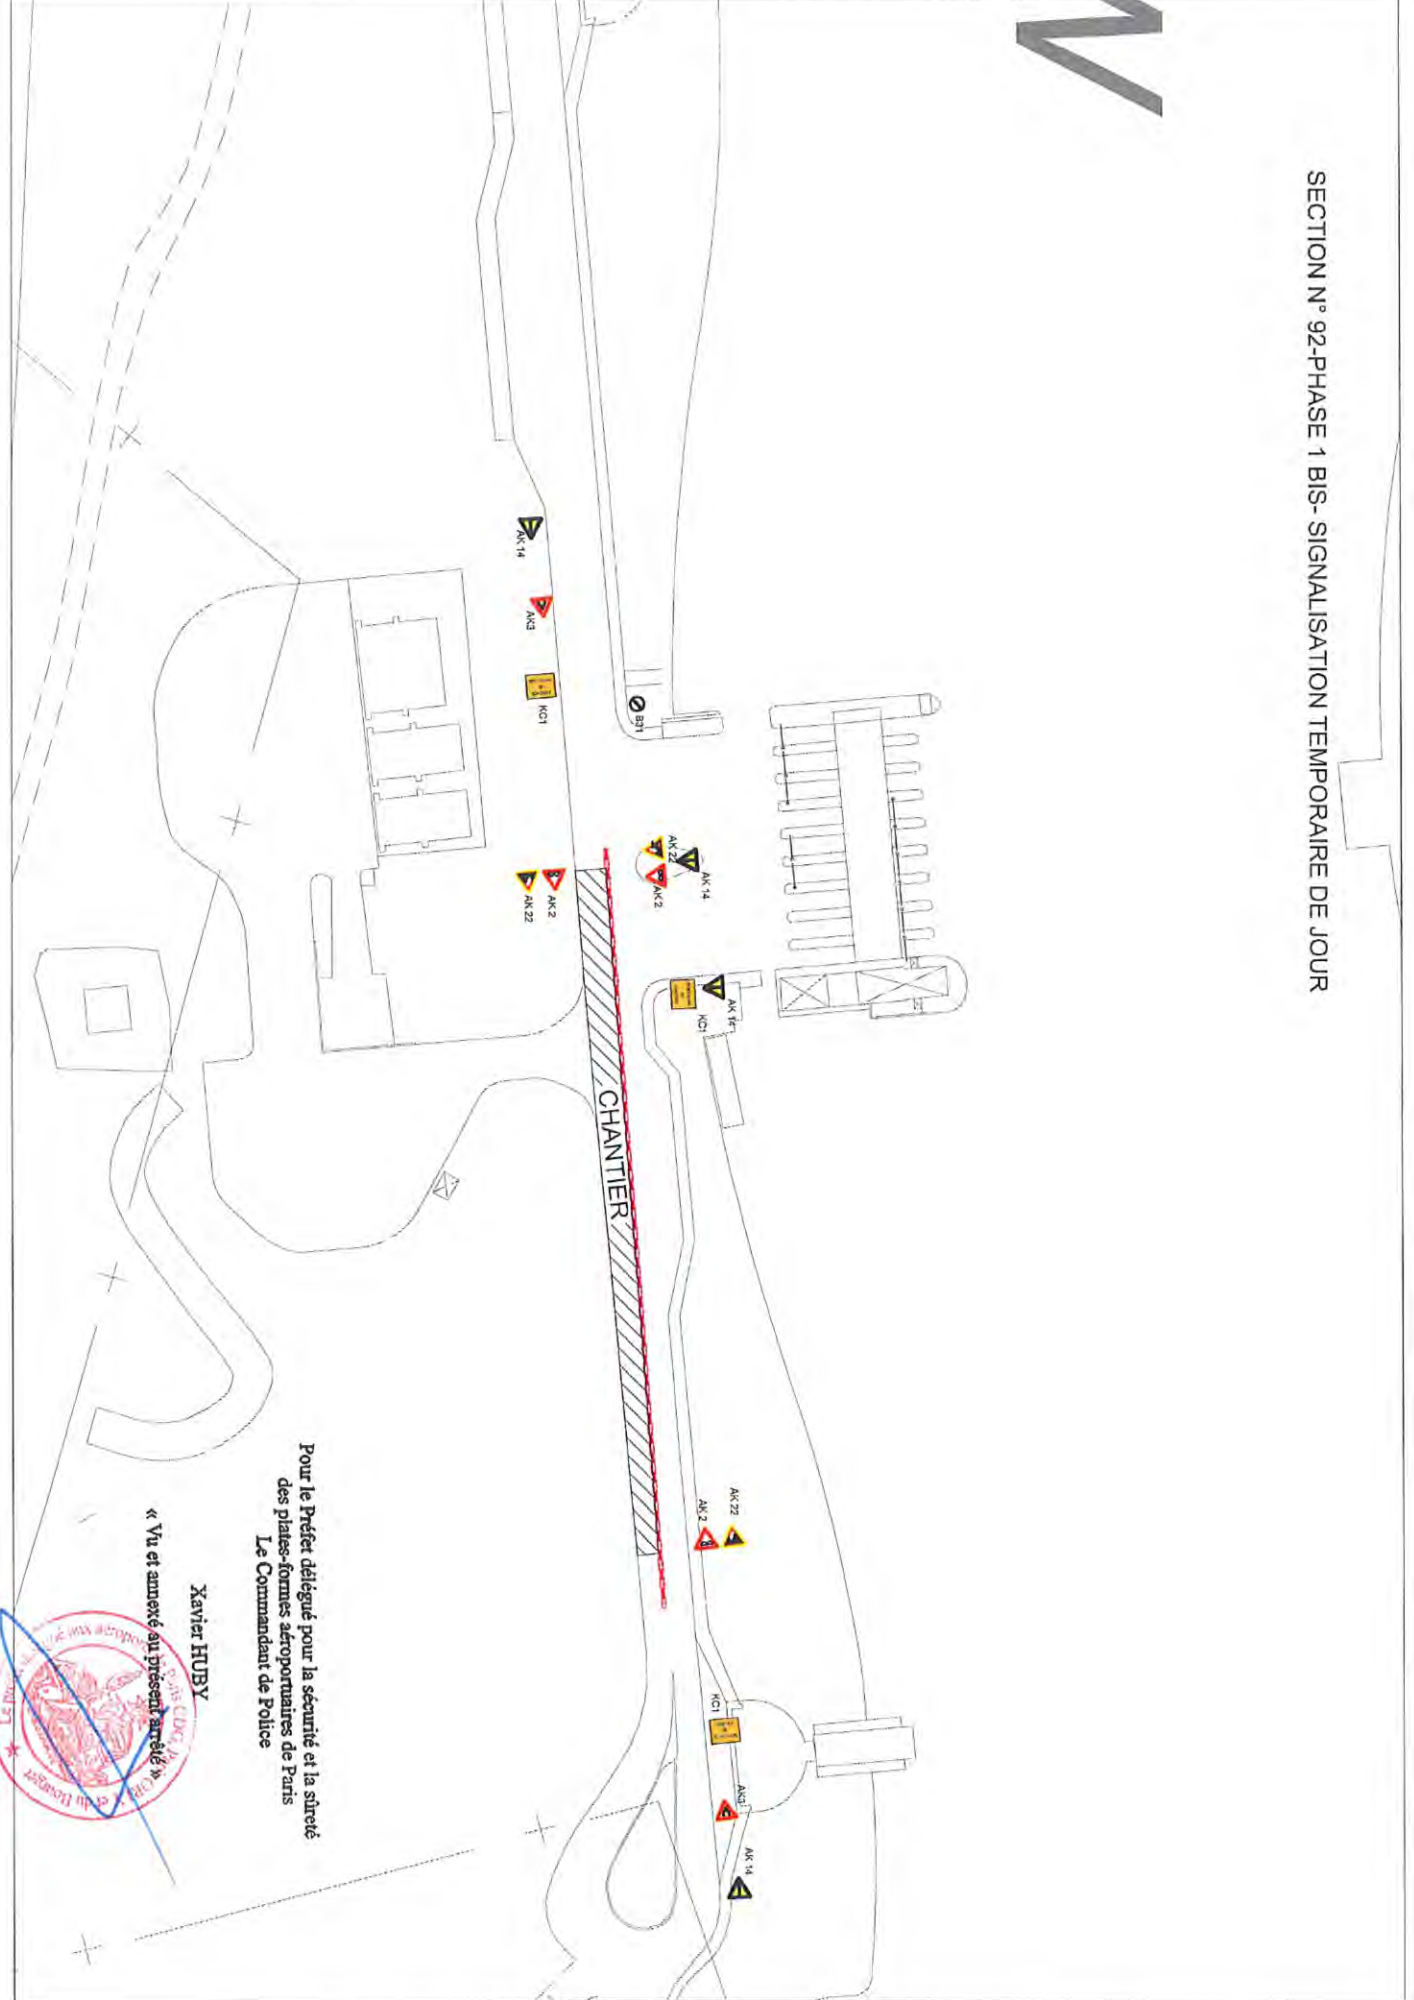 SECTION N° 92-PHASE 1 BIS- SIGNALISATION TEMPORAIRE DE JOUR
AK 14
AK3
KC1
B31
AK 22
AK 14
AK 2
AK 2
AK 22
AK 14
KC1
CHANTIER
AK 22
AK 2
KC1
AK3
AK 14
Pour le Préfet délégué pour la sécurité et la sûreté
des plates-formes aéroportuaires de Paris
Le Commandant de Police
Xavier HUBY
« Vu et annexé au présent arrêté »
et du Bourget